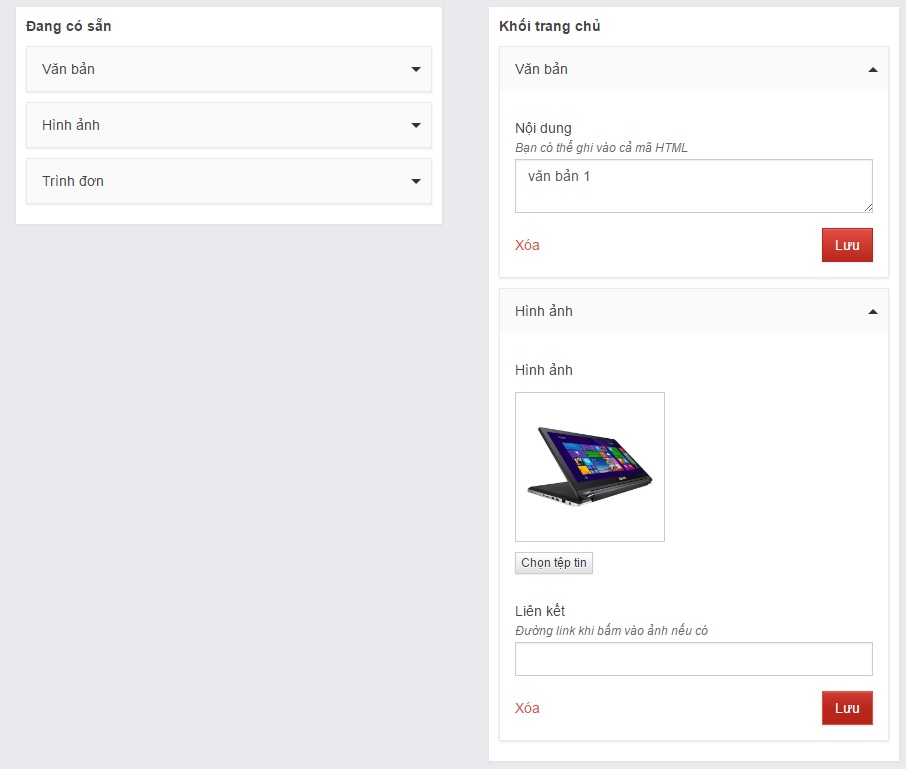 Đang có sẵn
Văn bản
Hình ảnh
Trình đơn
Khối trang chủ
Văn bản
Nội dung
Bạn có thể ghi vào cả mã HTML
văn bản 1
Xóa
Lưu
Hình ảnh
Hình ảnh
Chọn tệp tin
Liên kết
Đường link khi bấm vào ảnh nếu có
Xóa
Lưu